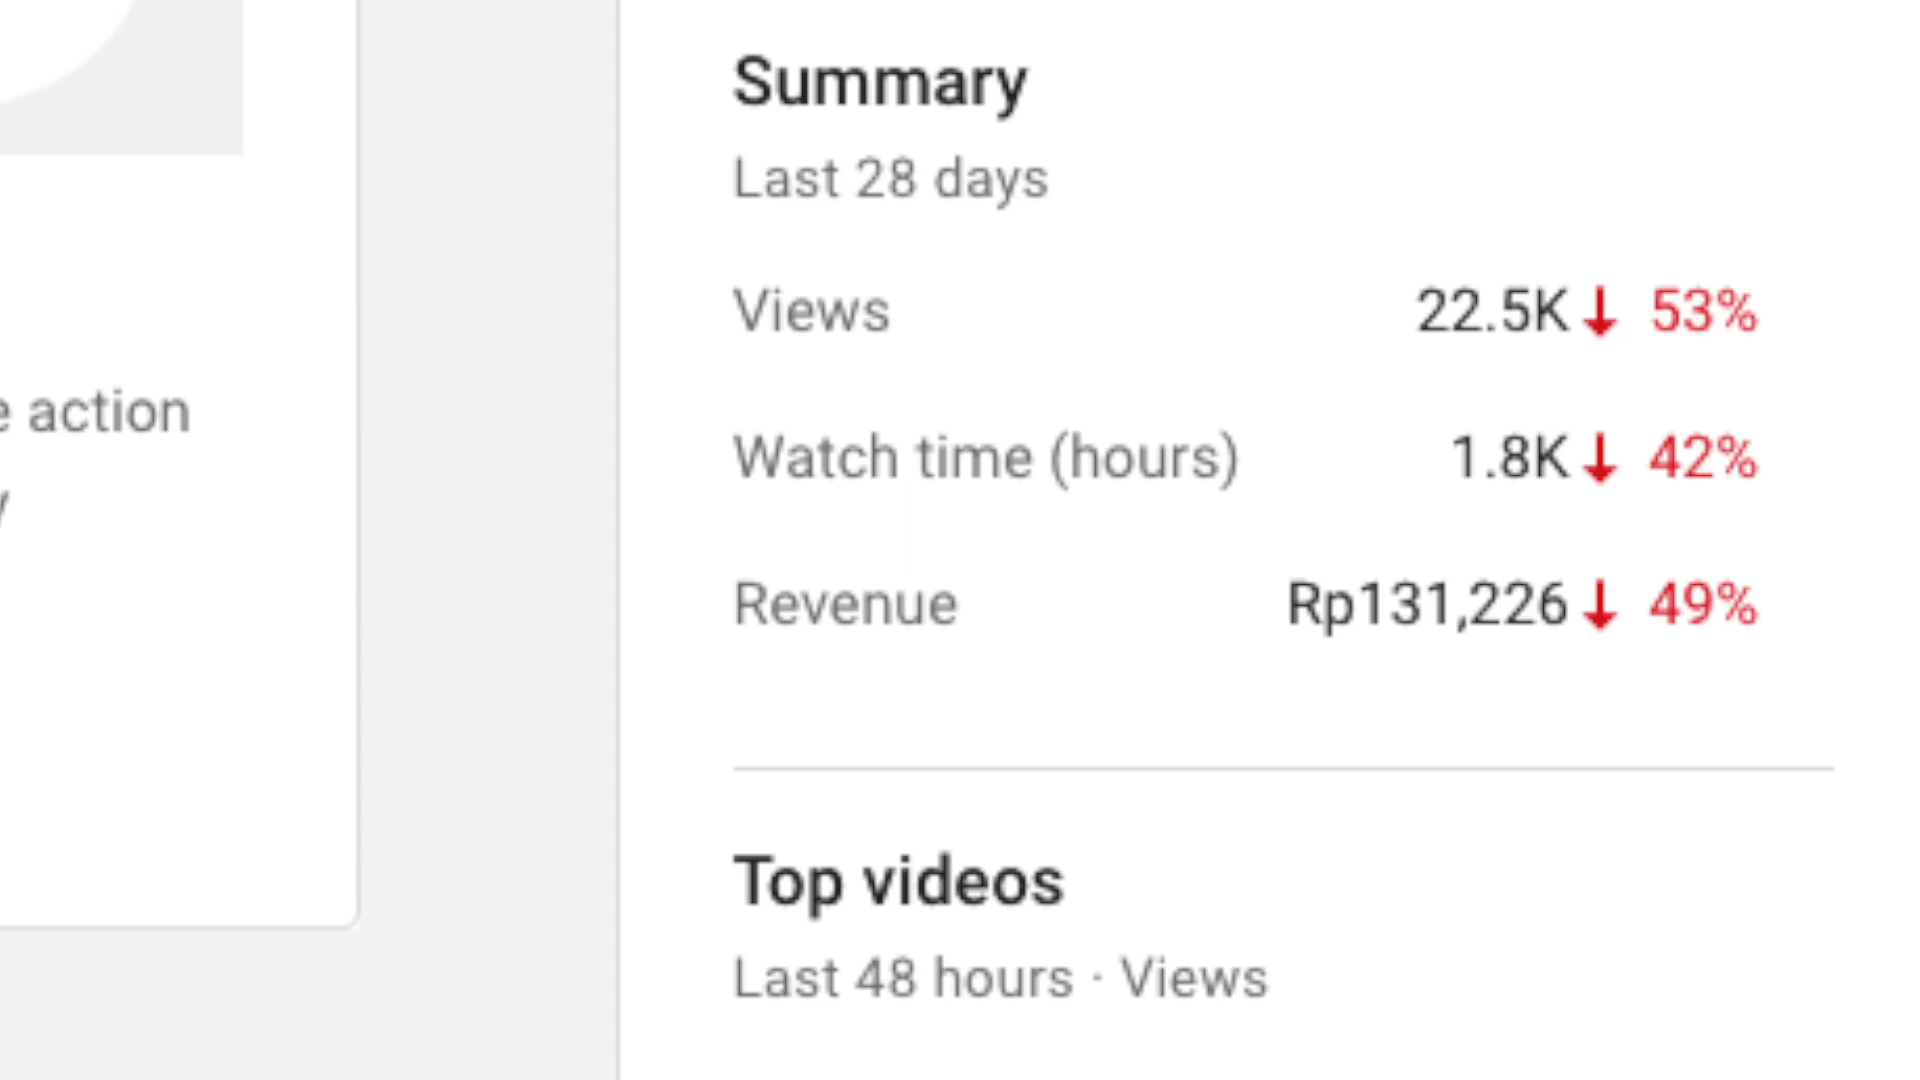 Summary
Last 28 days
Views 22.5K 53%
Watch time (hours) 1.8K 42%
Revenue Rp131,226 49%
action
Top videos
Last 48 hours · Views